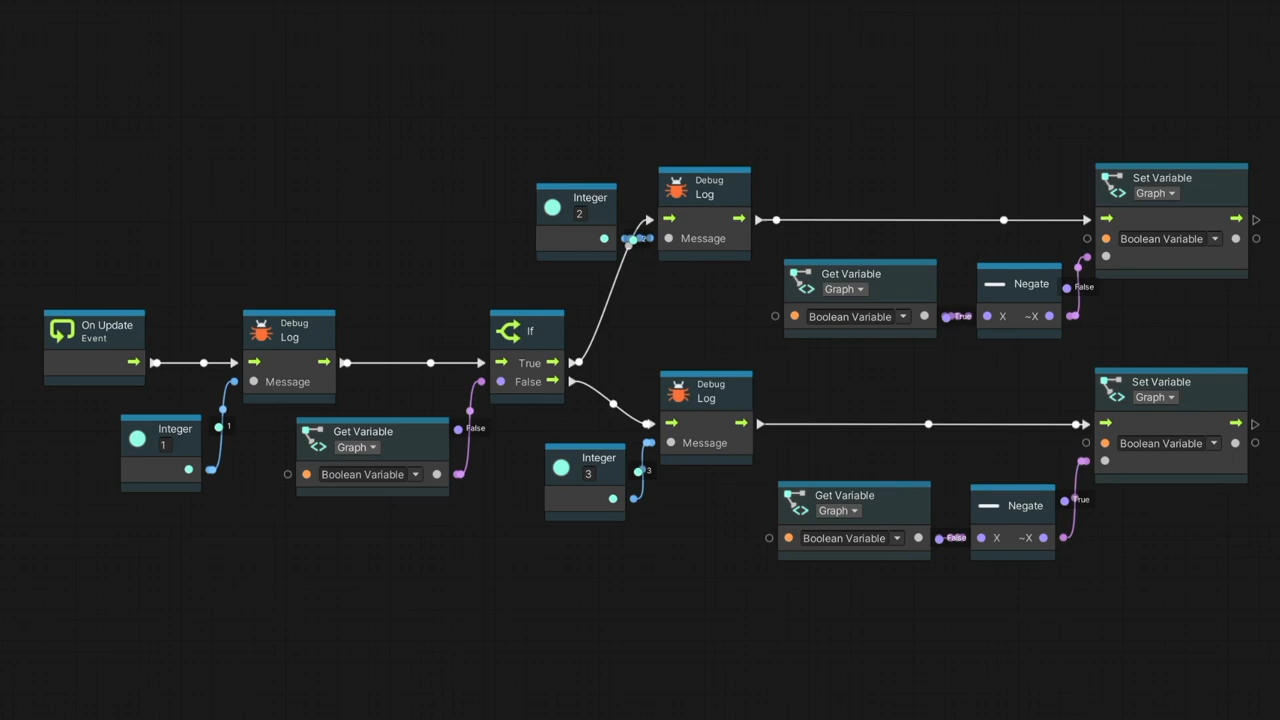 On Update
Event
Integer
1
1
Debug
Log
Message
Get Variable
Graph
Boolean Variable
False
If
True
False
Integer
2
2
Debug
Log
Message
Get Variable
Graph
Boolean Variable
True
Negate
X ~X
False
Set Variable
Graph
Boolean Variable
Integer
3
3
Debug
Log
Message
Get Variable
Graph
Boolean Variable
False
Negate
X ~X
True
Set Variable
Graph
Boolean Variable